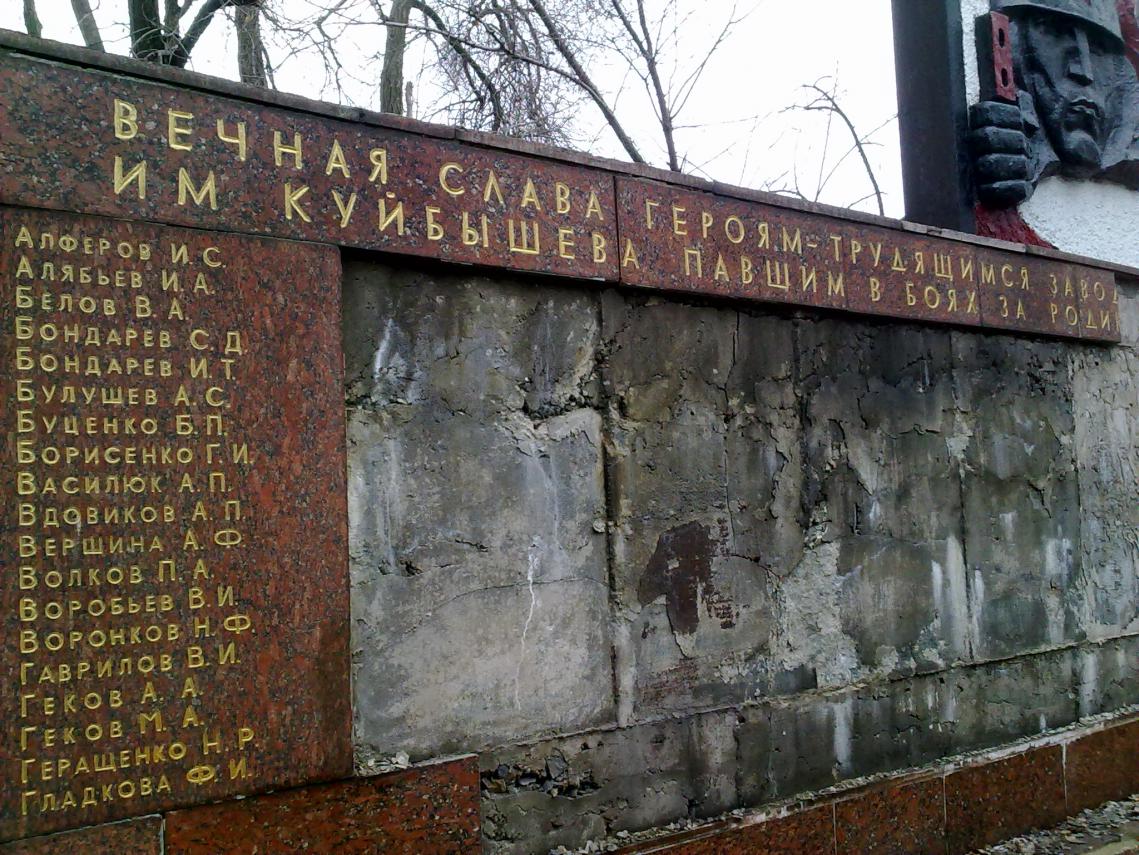 ВЕЧНАЯ СЛАВА ГЕРОЯМ-ТРУДЯЩИМСЯ ЗАВОД
ИМ КУЙБЫШЕВА ПАВШИМ В БОЯХ ЗА РОДИ
АЛФЕРОВ И.С.
АЛЯБЬЕВ И.А.
БЕЛОВ В.А.
БОНДАРЕВ С.Д
БОНДАРЕВ И.Г
БУЛУШЕВ А.С.
БУЦЕНКО Б.П.
БОРИСЕНКО Г.И.
ВАСИЛЮК А.П.
ВДОВИКОВ А.П
ВЕРШИНА А.Ф.
ВОЛКОВ П.А.
ВОРОБЬЕВ В.И.
ВОРОНКОВ Н.Ф
ГАВРИЛОВ В.И.
ГЕКОВ А.А.
ГЕКОВ М.А.
ГЕРАЩЕНКО Н.Р.
ГЛАДКОВА Ф.И.